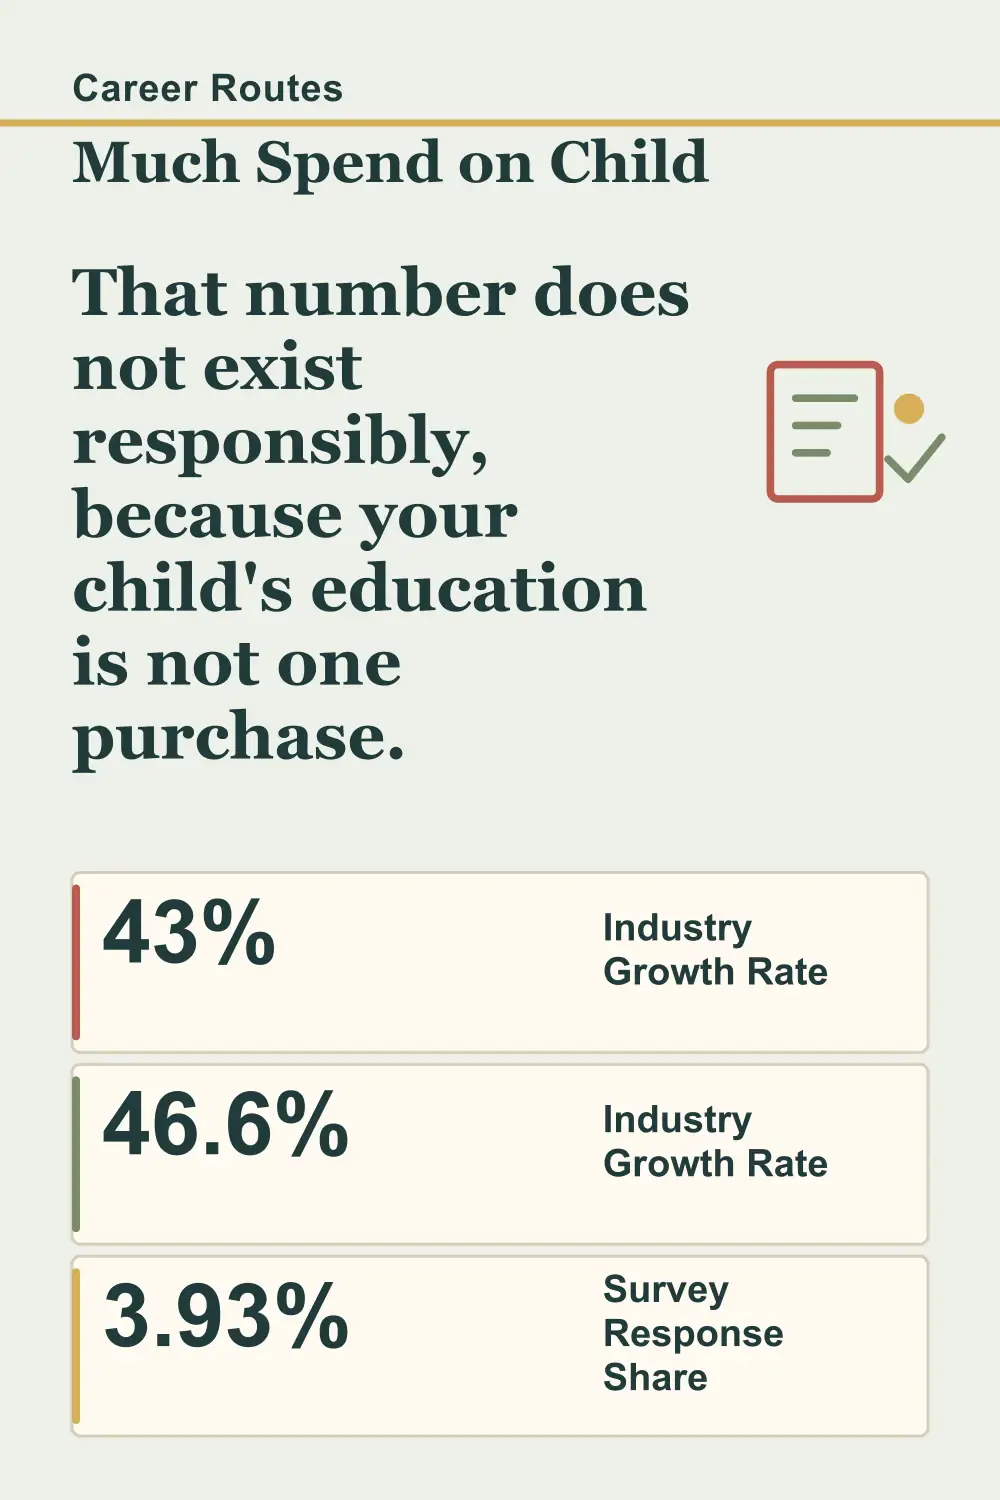 Career Routes
Much Spend on Child
That number does
not exist
responsibly,
because your
child's education
is not one
purchase.
43%
Industry
Growth Rate
46.6%
Industry
Growth Rate
3.93%
Survey
Response
Share